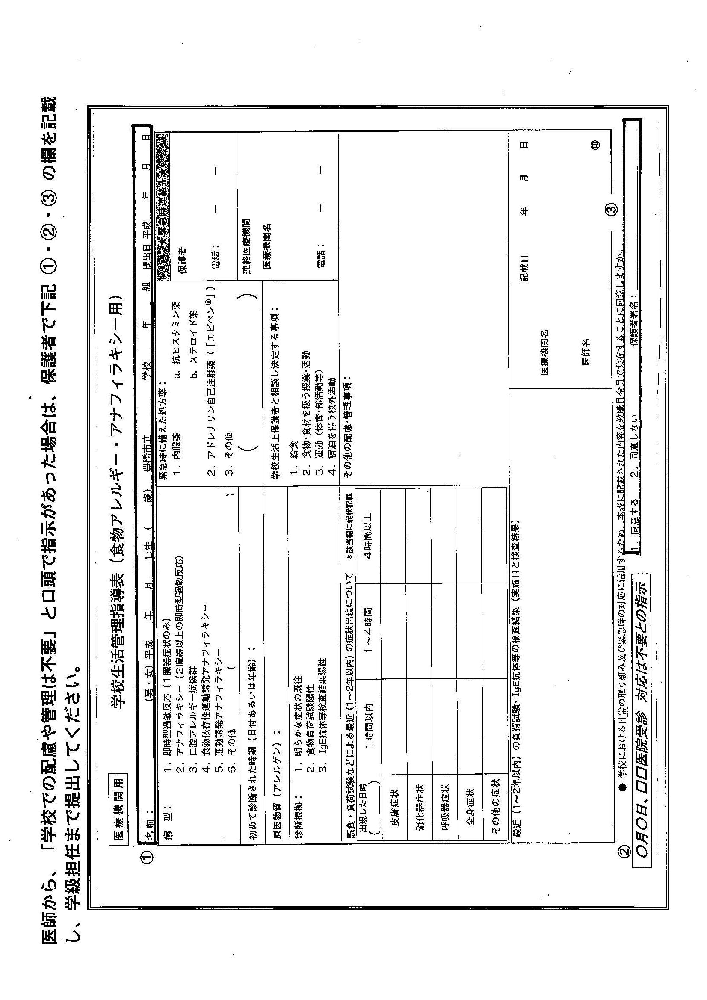 医師から、「学校での配慮や管理は不要」と口頭で指示があった場合は、保護者で下記 ①・②・③ の欄を記載
し、学級担任まで提出してください。
医療機関用
学校生活管理指導表（食物アレルギー・アナフィラキシー用）
①
名前： （男・女）平成 年 月 日生（ 歳） 豊橋市立 学校 年 組 提出日 平成 年 月 日
病 型：
1．即時型過敏反応（1臓器症状のみ）
2．アナフィラキシー（2臓器以上の即時型過敏反応）
3．口腔アレルギー症候群
4．食物依存性運動誘発アナフィラキシー
5．運動誘発アナフィラキシー
6．その他 （ ）
初めて診断された時期（日付あるいは年齢）：
原因物質（アレルゲン）：
診断根拠：
1．明らかな症状の既往
2．食物負荷試験陽性
3．IgE抗体等検査結果陽性
緊急時に備えた処方薬：
1．内服薬 a．抗ヒスタミン薬
b．ステロイド薬
2．アドレナリン自己注射薬（「エピペン®」）
3．その他
（ ）
学校生活上保護者と相談し決定する事項：
1．給食
2．食物・食材を扱う授業・活動
3．運動（体育・部活動等）
4．宿泊を伴う校外活動
★緊急時連絡先★
保護者
電話： － －
連絡医療機関
医療機関名
電話： － －
誤食・負荷試験などによる最近（1～2年以内）の症状出現について ＊該当欄に症状記載
出現した日時
（ ） 1時間以内 1～4時間 4時間以上
皮膚症状
消化器症状
呼吸器症状
全身症状
その他の症状
その他の配慮・管理事項：
最近（1～2年以内）の負荷試験・IgE抗体等の検査結果（実施日と検査結果）
記載日 年 月 日
医療機関名
医師名 ㊞
③
● 学校における日常の取り組み及び緊急時の対応に活用するため、本表に記載された内容を教職員全員で共有することに同意しますか。
1．同意する 2．同意しない 保護者署名：
②
〇月〇日、□□医院受診 対応は不要との指示